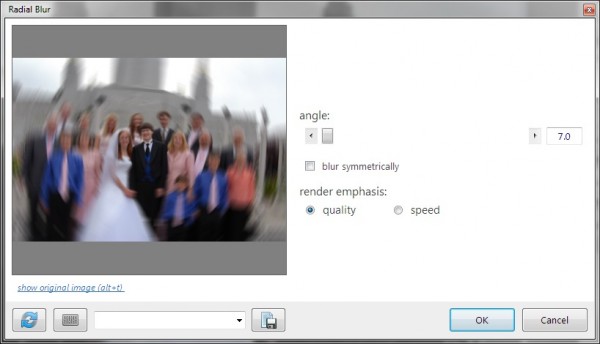 Radial Blur
angle:
7.0
blur symmetrically
render emphasis:
quality speed
show original image (alt+t)
OK Cancel